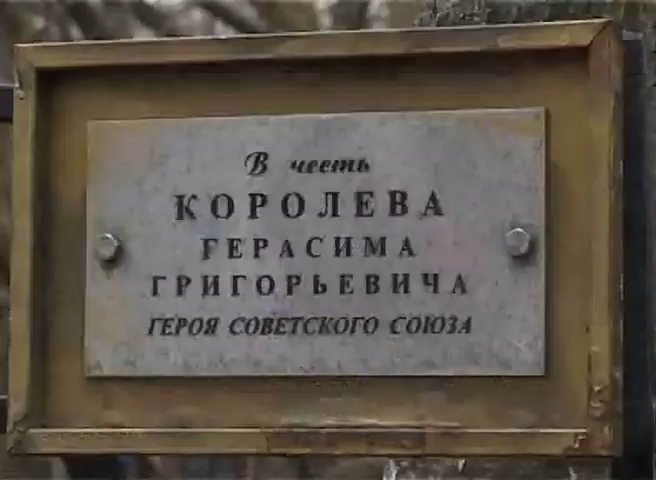 В честь
КОРОЛЕВА
ГЕРАСИМА
ГРИГОРЬЕВИЧА
ГЕРОЯ СОВЕТСКОГО СОЮЗА